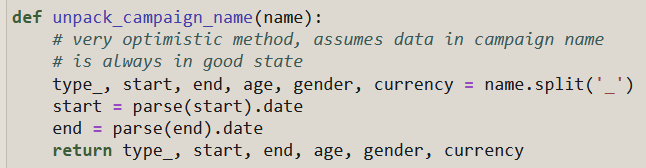 def unpack_campaign_name(name):
    # very optimistic method, assumes data in campaign name
    # is always in good state
    type_, start, end, age, gender, currency = name.split('_')
    start = parse(start).date
    end = parse(end).date
    return type_, start, end, age, gender, currency